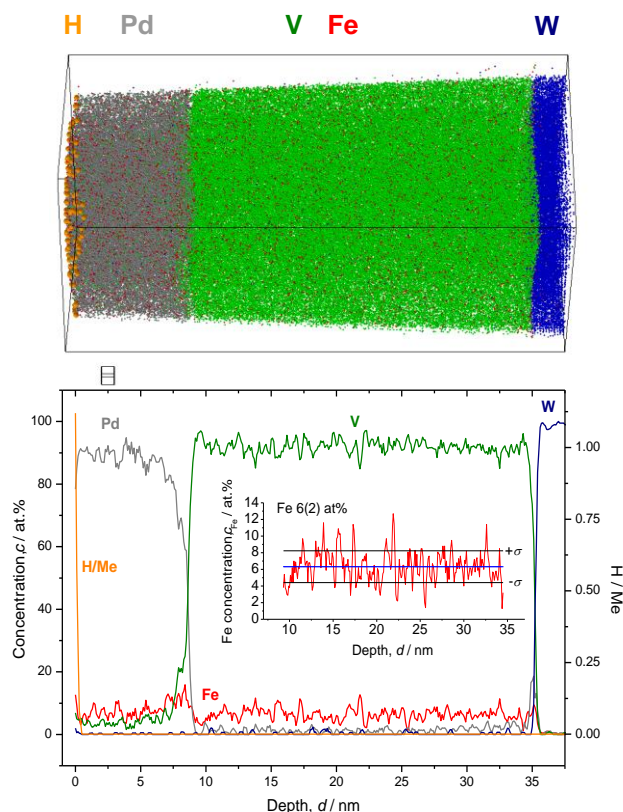 H Pd V Fe W
Pd V W
H/Me
Fe
Concentration, c / at.%
100
80
60
40
20
0
H / Me
1.00
0.75
0.50
0.25
0.00
0 5 10 15 20 25 30 35
Depth, d / nm
Fe 6(2) at%
Fe concentration, c_Fe / at.%
14
12
10
8
6
4
2
0
+σ
-σ
10 15 20 25 30 35
Depth, d / nm